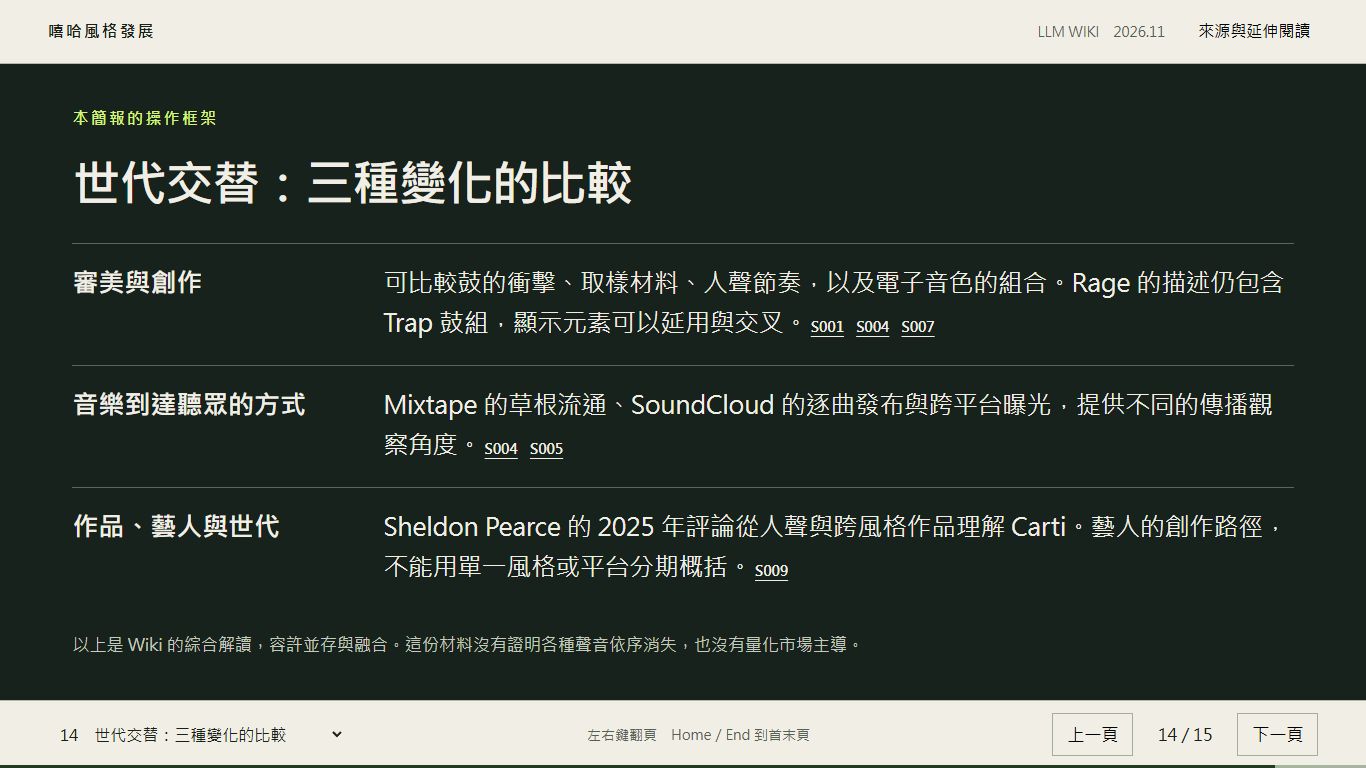 嘻哈風格發展
LLM WIKI 2026.11 來源與延伸閱讀
本簡報的操作框架
世代交替：三種變化的比較
審美與創作
可比較鼓的衝擊、取樣材料、人聲節奏，以及電子音色的組合。Rage 的描述仍包含
Trap 鼓組，顯示元素可以延用與交叉。 S001 S004 S007
音樂到達聽眾的方式
Mixtape 的草根流通、SoundCloud 的逐曲發布與跨平台曝光，提供不同的傳播觀
察角度。 S004 S005
作品、藝人與世代
Sheldon Pearce 的 2025 年評論從人聲與跨風格作品理解 Carti。藝人的創作路徑，
不能用單一風格或平台分期概括。 S009
以上是 Wiki 的綜合解讀，容許並存與融合。這份材料沒有證明各種聲音依序消失，也沒有量化市場主導。
14 世代交替：三種變化的比較
左右鍵翻頁 Home / End 到首末頁
上一頁 14 / 15 下一頁